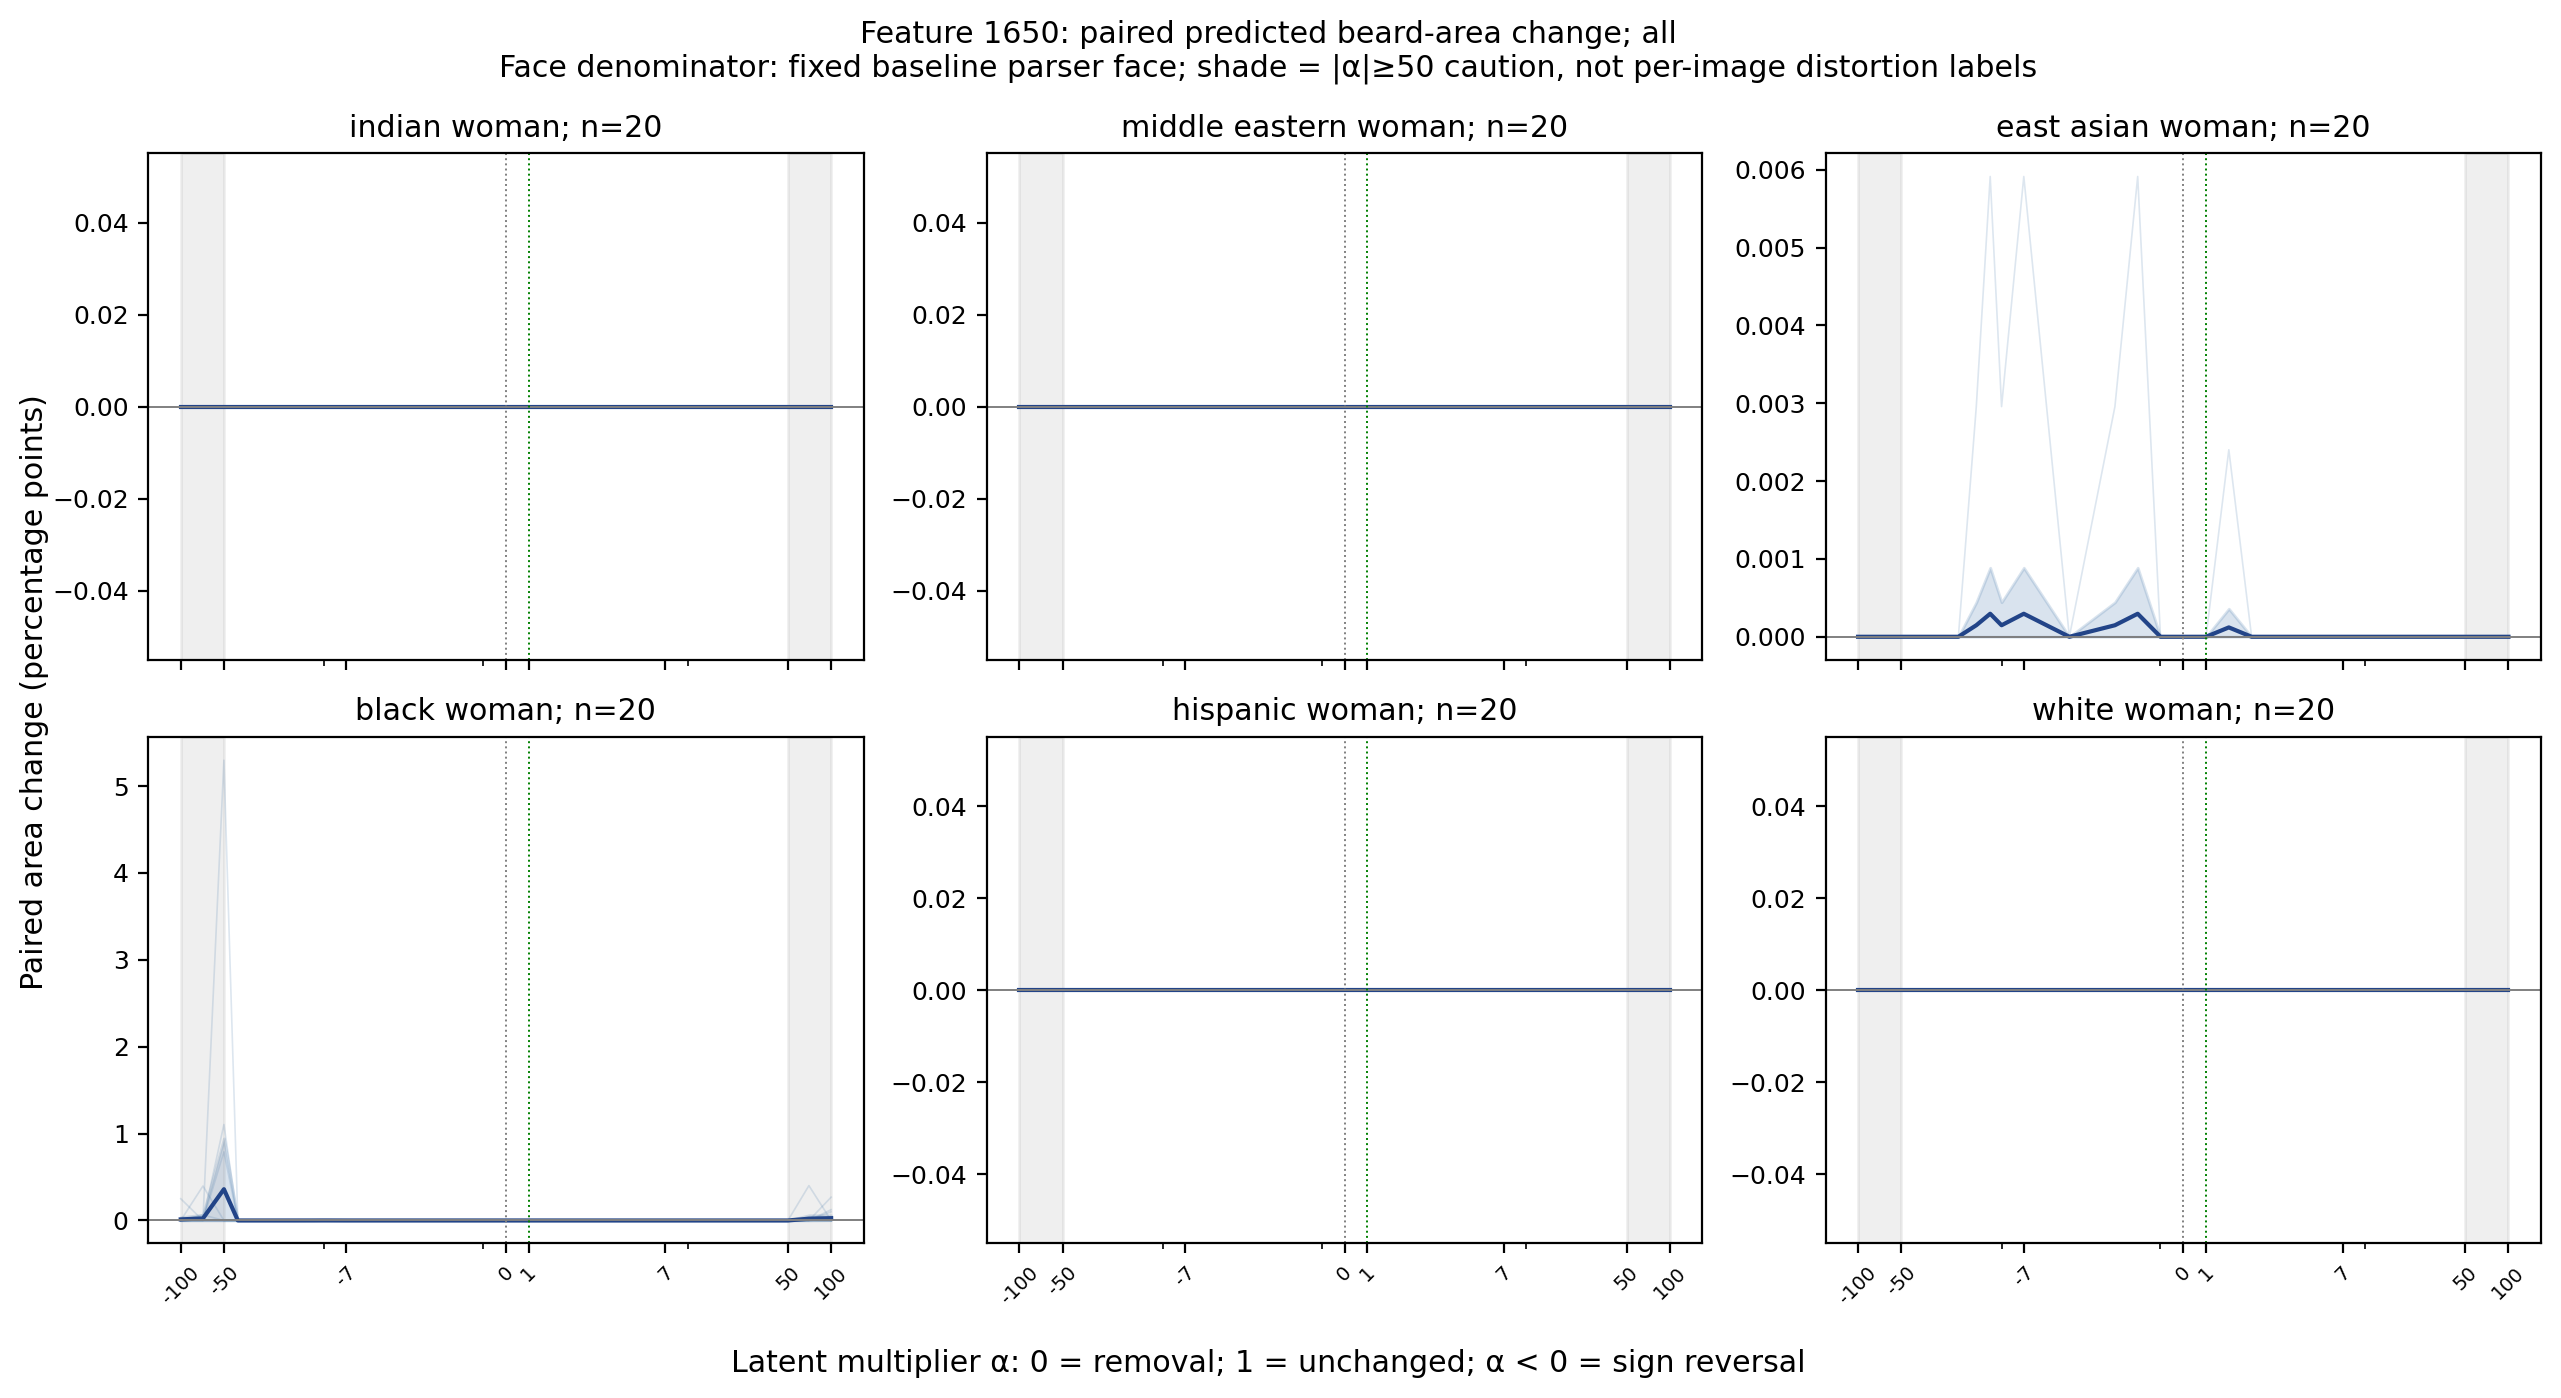 Feature 1650: paired predicted beard-area change; all
Face denominator: fixed baseline parser face; shade = |α|≥50 caution, not per-image distortion labels
Paired area change (percentage points)
indian woman; n=20
0.04
0.02
0.00
−0.02
−0.04
middle eastern woman; n=20
0.04
0.02
0.00
−0.02
−0.04
east asian woman; n=20
0.006
0.005
0.004
0.003
0.002
0.001
0.000
black woman; n=20
5
4
3
2
1
0
-100 -50 -7 0 1 7 50 100
hispanic woman; n=20
0.04
0.02
0.00
−0.02
−0.04
-100 -50 -7 0 1 7 50 100
white woman; n=20
0.04
0.02
0.00
−0.02
−0.04
-100 -50 -7 0 1 7 50 100
Latent multiplier α: 0 = removal; 1 = unchanged; α < 0 = sign reversal